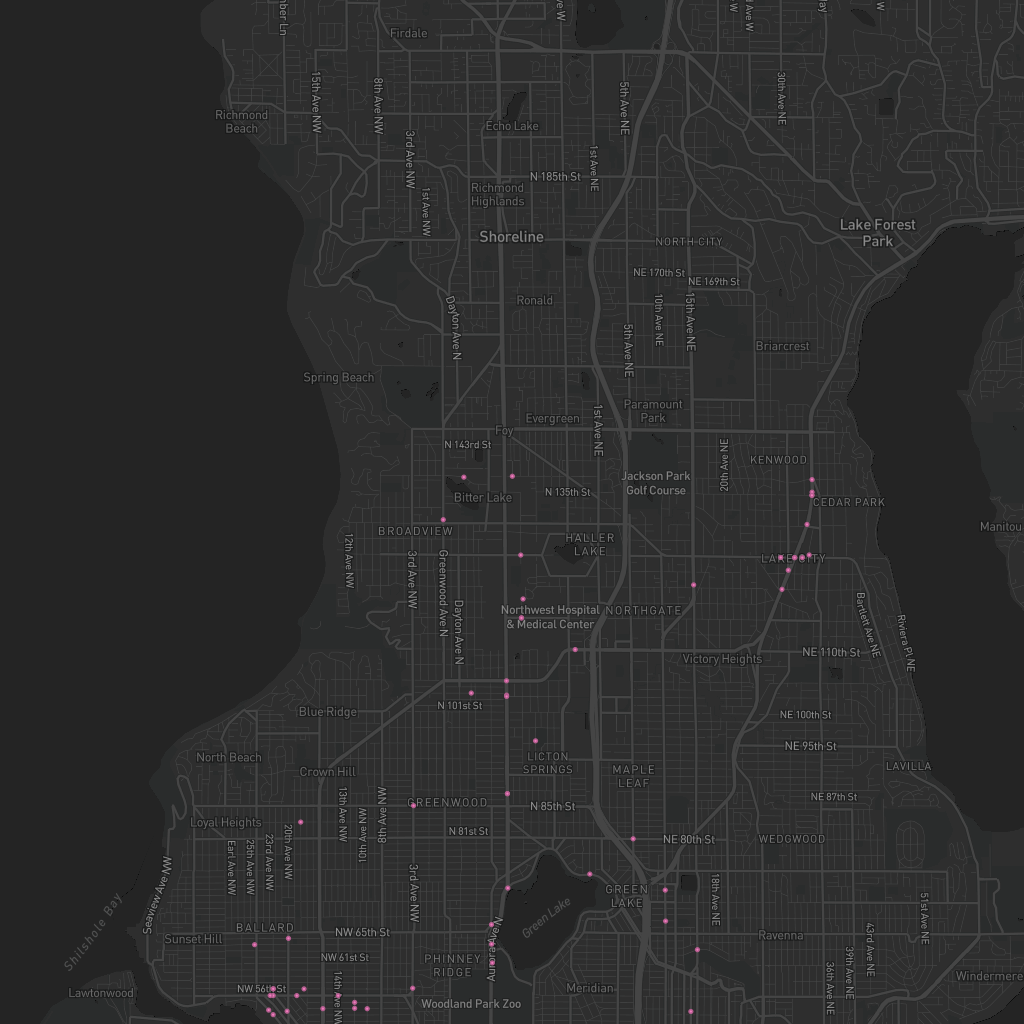 Firdale
15th Ave NW
8th Ave NW
5th Ave NE
30th Ave NE
Richmond
Beach
Echo Lake
3rd Ave NW
1st Ave NE
N 185th St
1st Ave NW
Richmond
Highlands
Lake Forest
Park
Shoreline
NORTH CITY
NE 170th St
NE 169th St
Ronald
Dayton Ave N
10th Ave NE
15th Ave NE
5th Ave NE
Briarcrest
Spring Beach
Paramount
Park
Evergreen
1st Ave NE
Foy
N 143rd St
20th Ave NE
KENWOOD
Jackson Park
Golf Course
N 135th St
Bitter Lake
CEDAR PARK
BROADVIEW
HALLER
LAKE
12th Ave NW
3rd Ave NW
Greenwood Ave N
LAKE CITY
Dayton Ave N
Northwest Hospital
& Medical Center
NORTHGATE
Bartlett Ave NE
Riviera Pl NE
NE 110th St
Victory Heights
N 101st St
Blue Ridge
NE 100th St
NE 95th St
North Beach
Crown Hill
LICTON
SPRINGS
MAPLE
LEAF
LAVILLA
13th Ave NW
10th Ave NW
8th Ave NW
GREENWOOD
N 85th St
NE 87th St
Loyal Heights
N 81st St
NE 80th St
WEDGWOOD
Earl Ave NW
25th Ave NW
23rd Ave NW
20th Ave NW
Seaview Ave NW
3rd Ave NW
GREEN
LAKE
18th Ave NE
Green Lake
51st Ave NE
Shilshole Bay
BALLARD
Sunset Hill
NW 65th St
Aurora Ave N
Ravenna
43rd Ave NE
39th Ave NE
36th Ave NE
NW 61st St
PHINNEY
RIDGE
Windermere
Lawtonwood
NW 56th St
14th Ave NW
Meridian
Woodland Park Zoo